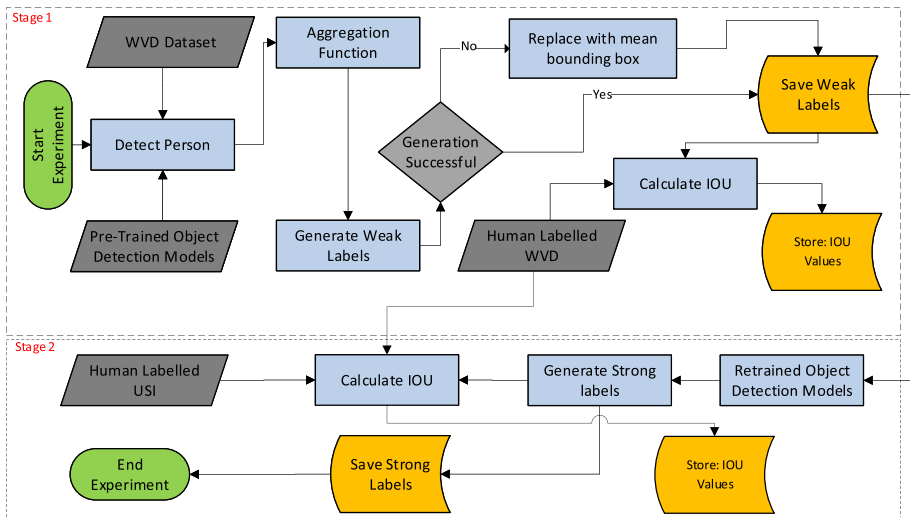 Stage 1
WVD Dataset
Aggregation
Function
No
Replace with mean
bounding box
Yes
Save Weak
Labels
Start
Experiment
Detect Person
Generation
Successful
Calculate IOU
Pre-Trained Object
Detection Models
Generate Weak
Labels
Human Labelled
WVD
Store: IOU
Values
Stage 2
Human Labelled
USI
Calculate IOU
Generate Strong
labels
Retrained Object
Detection Models
End
Experiment
Save Strong
Labels
Store: IOU
Values